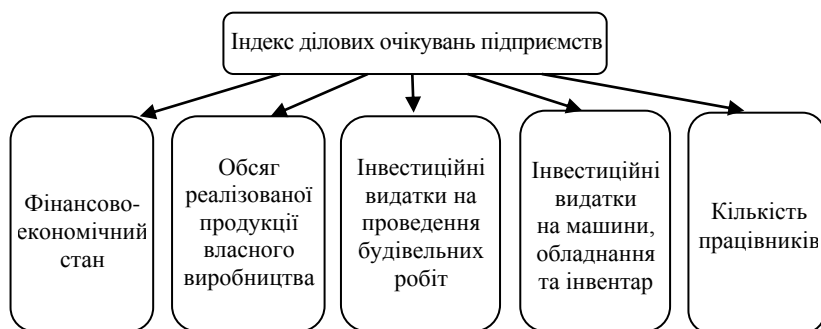 Індекс ділових очікувань підприємств
Фінансово-
економічний
стан
Обсяг
реалізованої
продукції
власного
виробництва
Інвестиційні
видатки на
проведення
будівельних
робіт
Інвестиційні
видатки
на машини,
обладнання
та інвентар
Кількість
працівників